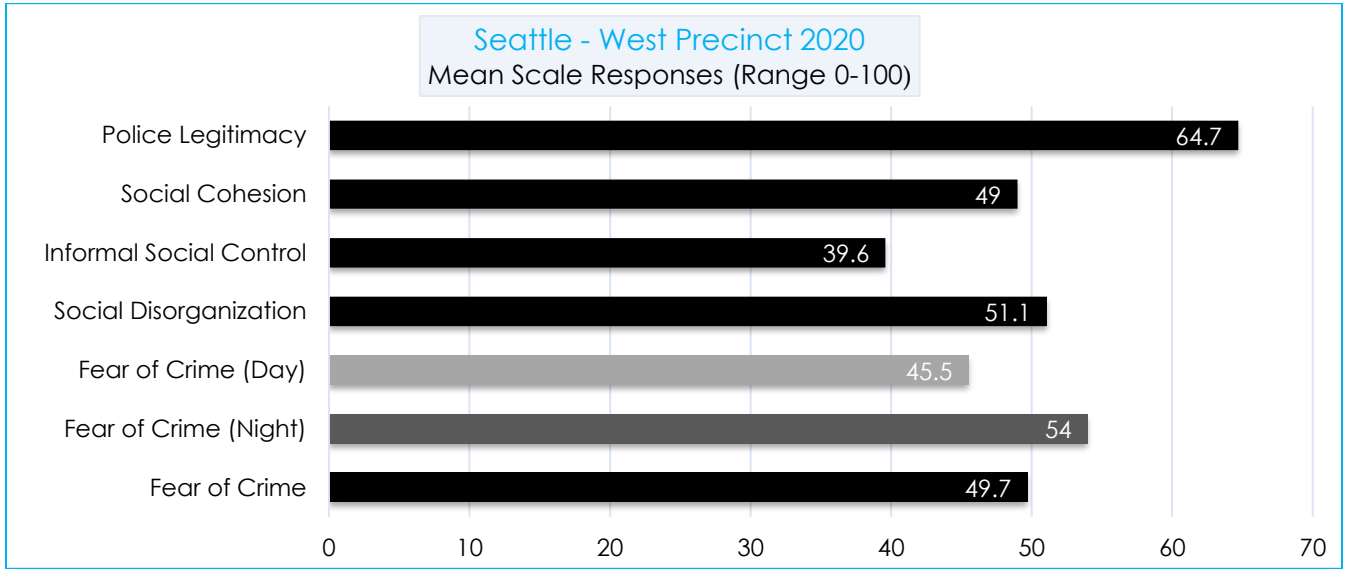 Seattle - West Precinct 2020
Mean Scale Responses (Range 0-100)
Police Legitimacy 64.7
Social Cohesion 49
Informal Social Control 39.6
Social Disorganization 51.1
Fear of Crime (Day) 45.5
Fear of Crime (Night) 54
Fear of Crime 49.7
0 10 20 30 40 50 60 70